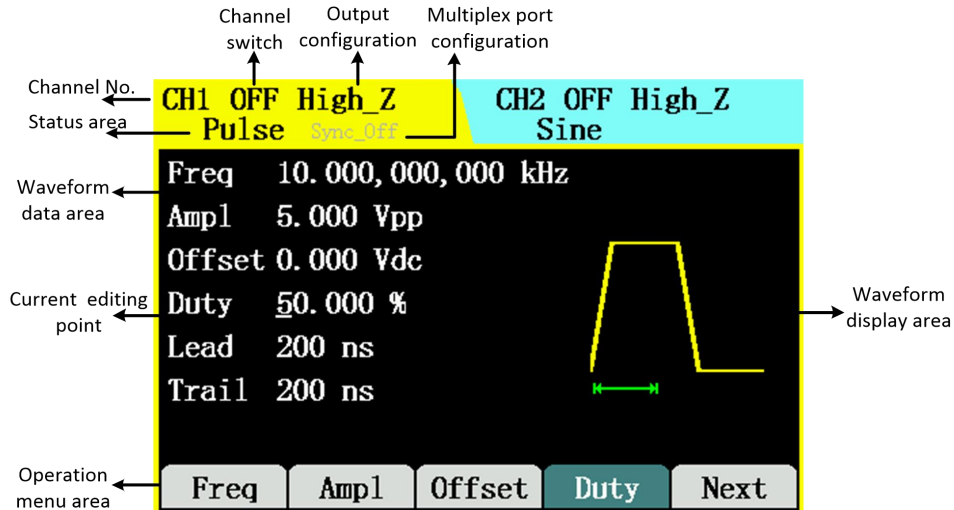 Channel switch
Output configuration
Multiplex port configuration
Channel No.
CH1 OFF High_Z
CH2 OFF High_Z
Status area
Pulse Sync_Off
Sine
Waveform data area
Freq 10.000,000,000 kHz
Ampl 5.000 Vpp
Offset 0.000 Vdc
Current editing point
Duty 50.000 %
Waveform display area
Lead 200 ns
Trail 200 ns
Operation menu area
Freq Ampl Offset Duty Next